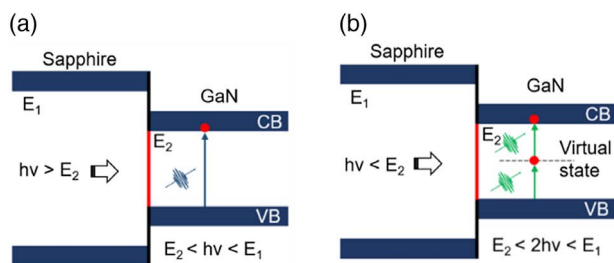 (a)
Sapphire
E₁
GaN
CB
E₂
hν > E₂
VB
E₂ < hν < E₁
(b)
Sapphire
E₁
GaN
CB
E₂
Virtual
state
hν < E₂
VB
E₂ < 2hν < E₁